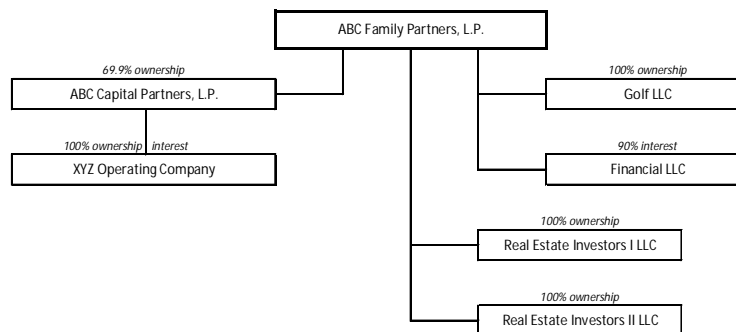 ABC Family Partners, L.P.
69.9% ownership
ABC Capital Partners, L.P.
100% ownership interest
XYZ Operating Company
100% ownership
Golf LLC
90% interest
Financial LLC
100% ownership
Real Estate Investors I LLC
100% ownership
Real Estate Investors II LLC